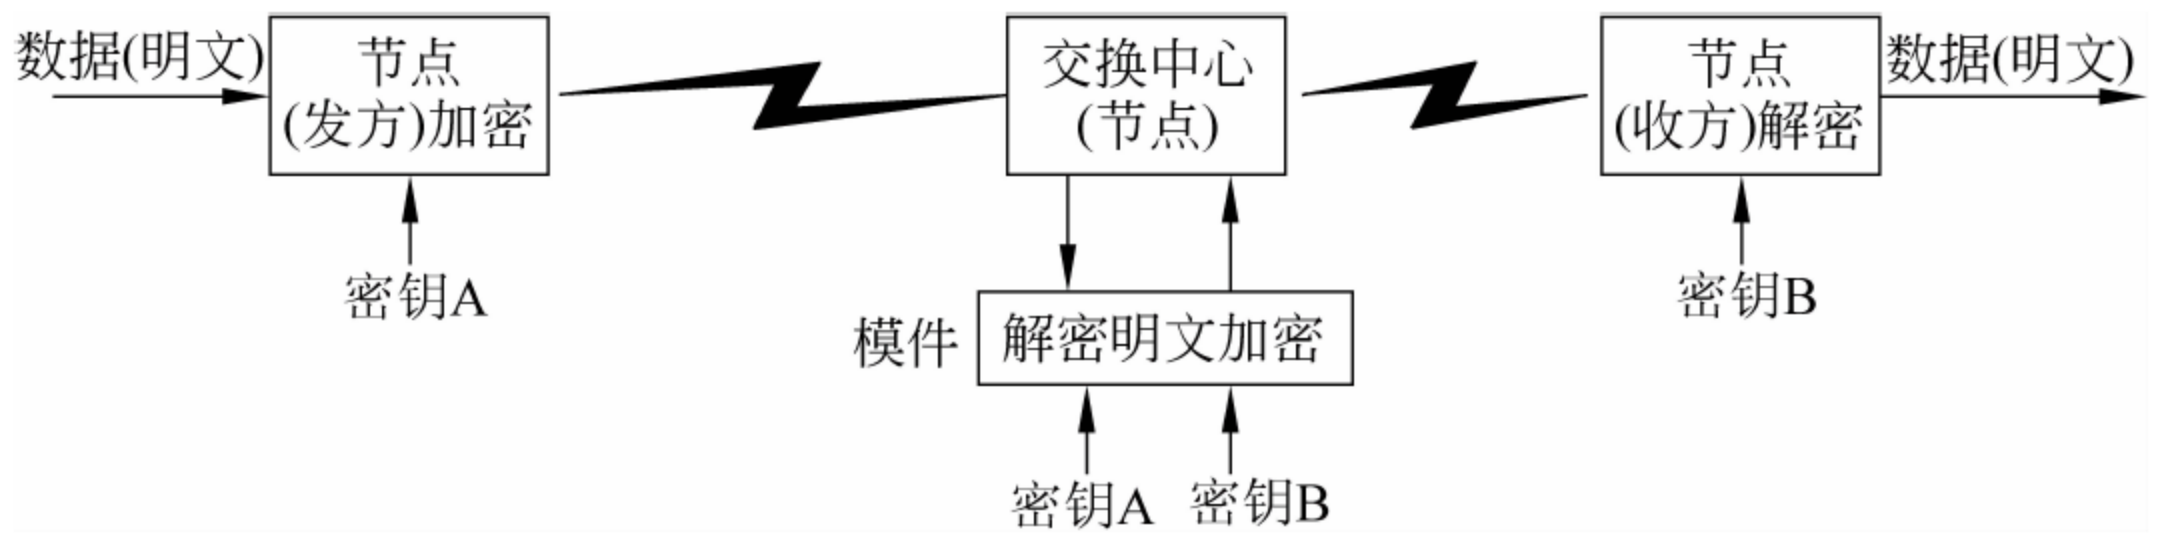 数据(明文)
节点
(发方)加密
交换中心
(节点)
节点
(收方)解密
数据(明文)
密钥A
密钥B
模件
解密明文加密
密钥A
密钥B